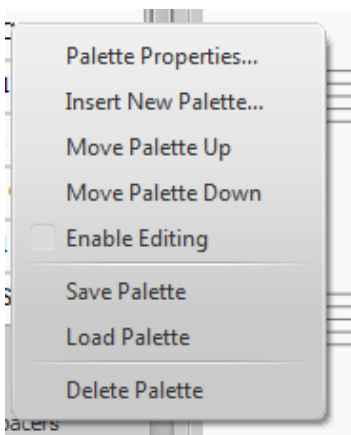 Palette Properties...
Insert New Palette...
Move Palette Up
Move Palette Down
Enable Editing
Save Palette
Load Palette
Delete Palette
pacers